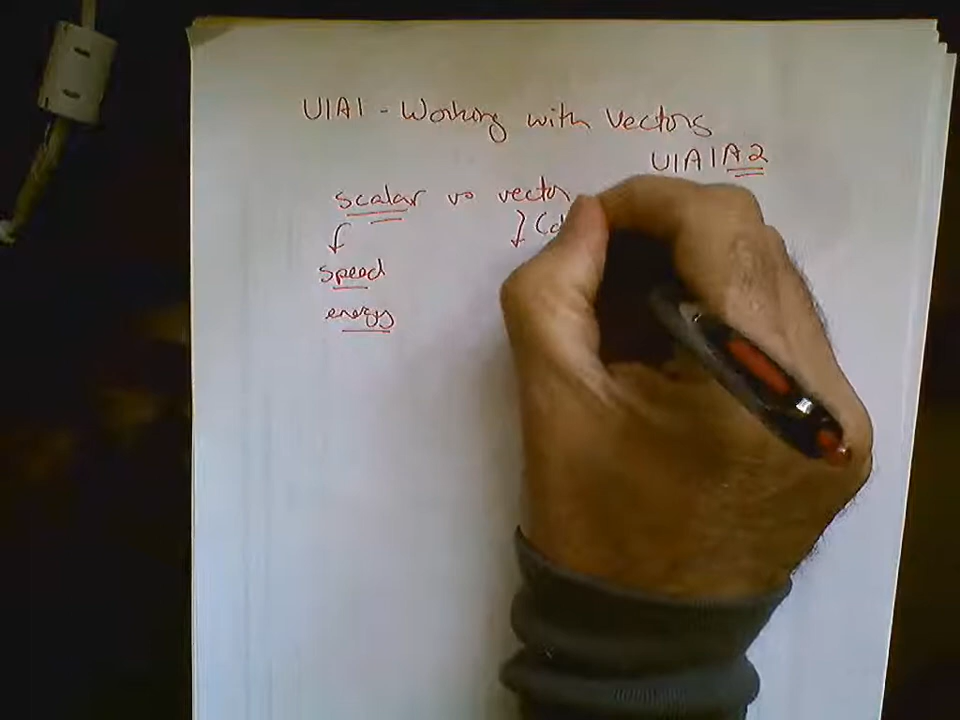 U1A1 - Working with Vectors
U1A1A2
scalar vs vector
speed
energy